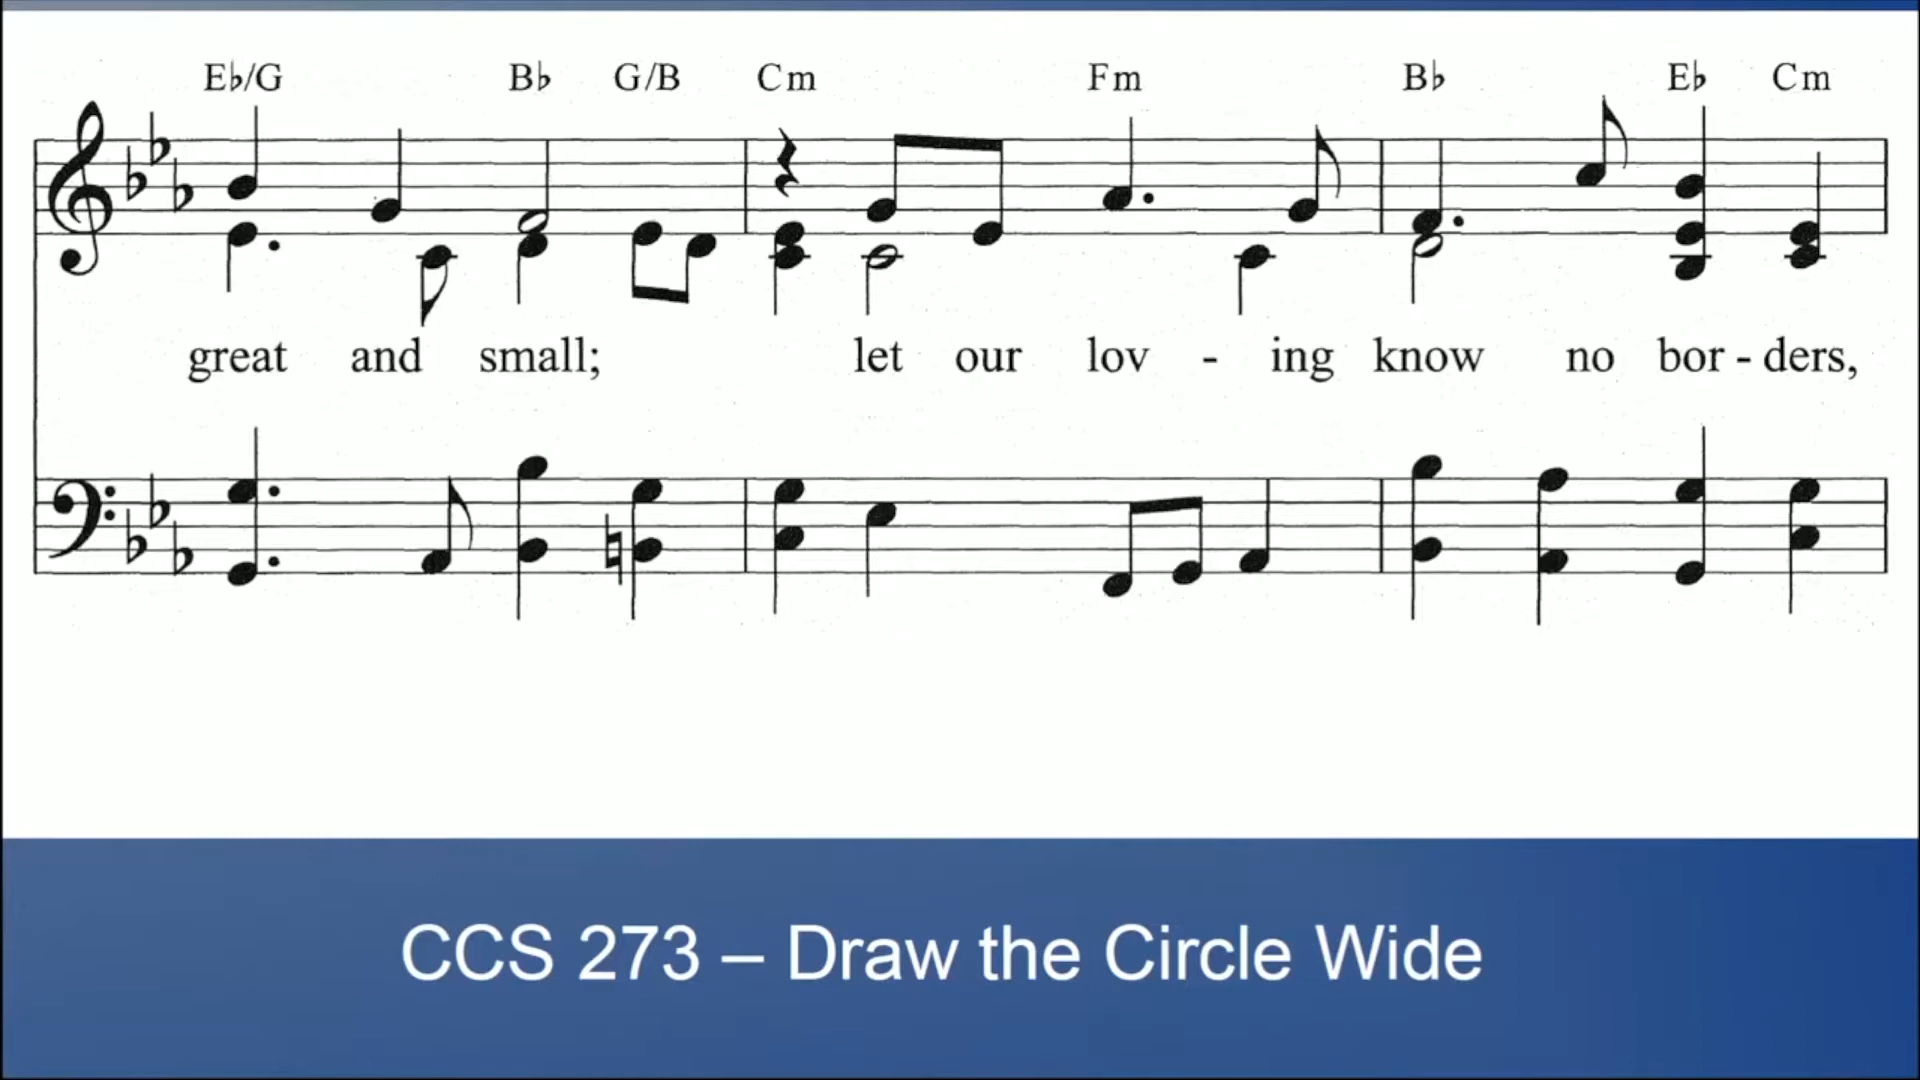 E♭/G B♭ G/B Cm Fm B♭ E♭ Cm
great and small; let our lov - ing know no bor - ders,
CCS 273 – Draw the Circle Wide